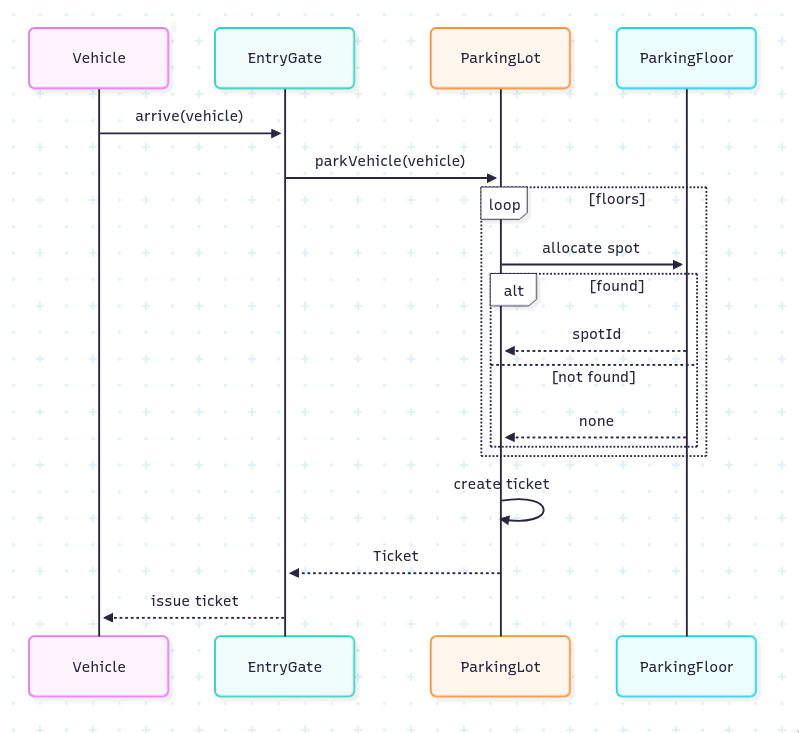 Vehicle
EntryGate
ParkingLot
ParkingFloor
arrive(vehicle)
parkVehicle(vehicle)
loop
[floors]
allocate spot
alt
[found]
spotId
[not found]
none
create ticket
Ticket
issue ticket
Vehicle
EntryGate
ParkingLot
ParkingFloor